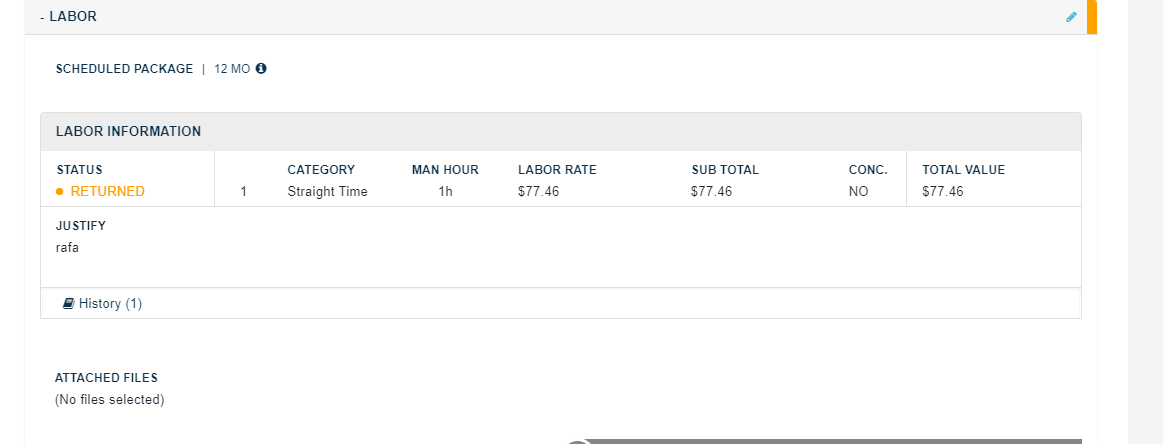 - LABOR
SCHEDULED PACKAGE | 12 MO
LABOR INFORMATION
STATUS CATEGORY MAN HOUR LABOR RATE SUB TOTAL CONC. TOTAL VALUE
RETURNED 1 Straight Time 1h $77.46 $77.46 NO $77.46
JUSTIFY
rafa
History (1)
ATTACHED FILES
(No files selected)